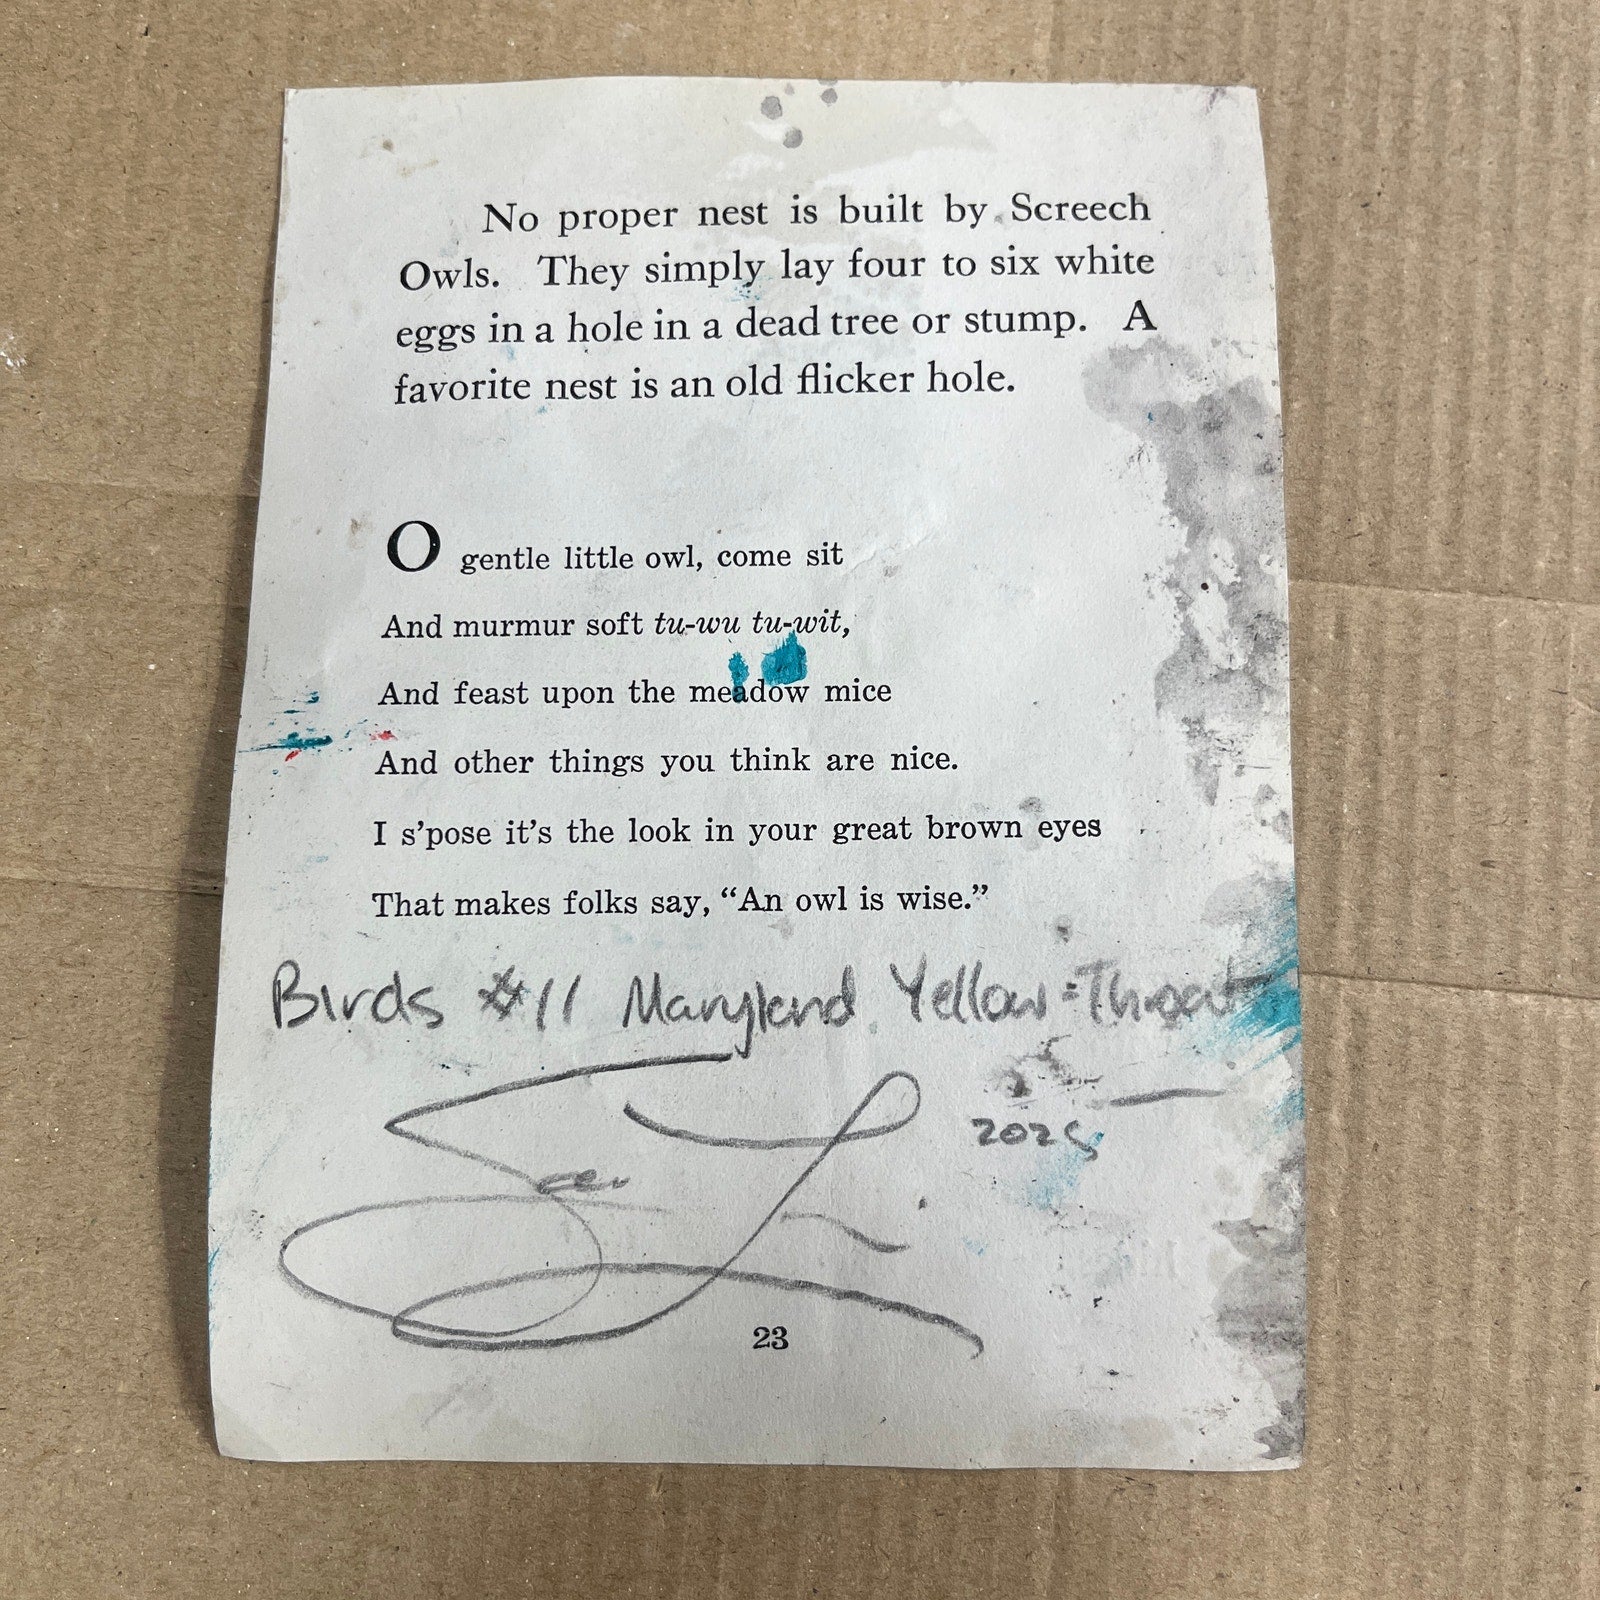 No proper nest is built by Screech
Owls. They simply lay four to six white
eggs in a hole in a dead tree or stump. A
favorite nest is an old flicker hole.
O gentle little owl, come sit
And murmur soft tu-wu tu-wit,
And feast upon the meadow mice
And other things you think are nice.
I s’pose it’s the look in your great brown eyes
That makes folks say, “An owl is wise.”
Birds #11 Maryland Yellow-Throat
2025
23